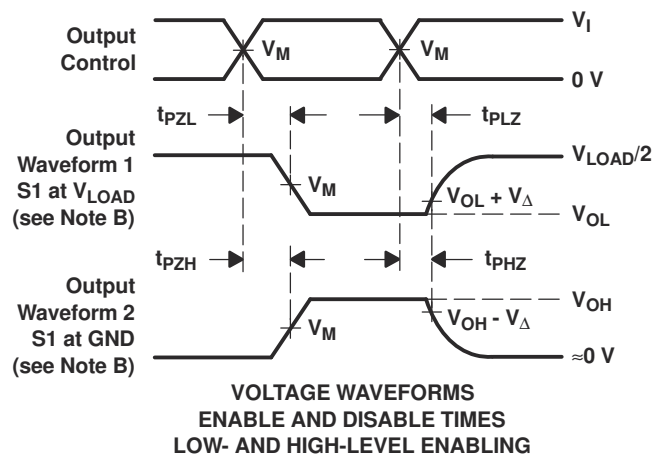 Output
Control
V_M
V_M
V_I
0 V
t_PZL
t_PLZ
Output
Waveform 1
S1 at V_LOAD
(see Note B)
V_M
V_LOAD/2
V_OL + V_Δ
V_OL
t_PZH
t_PHZ
Output
Waveform 2
S1 at GND
(see Note B)
V_M
V_OH
V_OH - V_Δ
≈0 V
VOLTAGE WAVEFORMS
ENABLE AND DISABLE TIMES
LOW- AND HIGH-LEVEL ENABLING